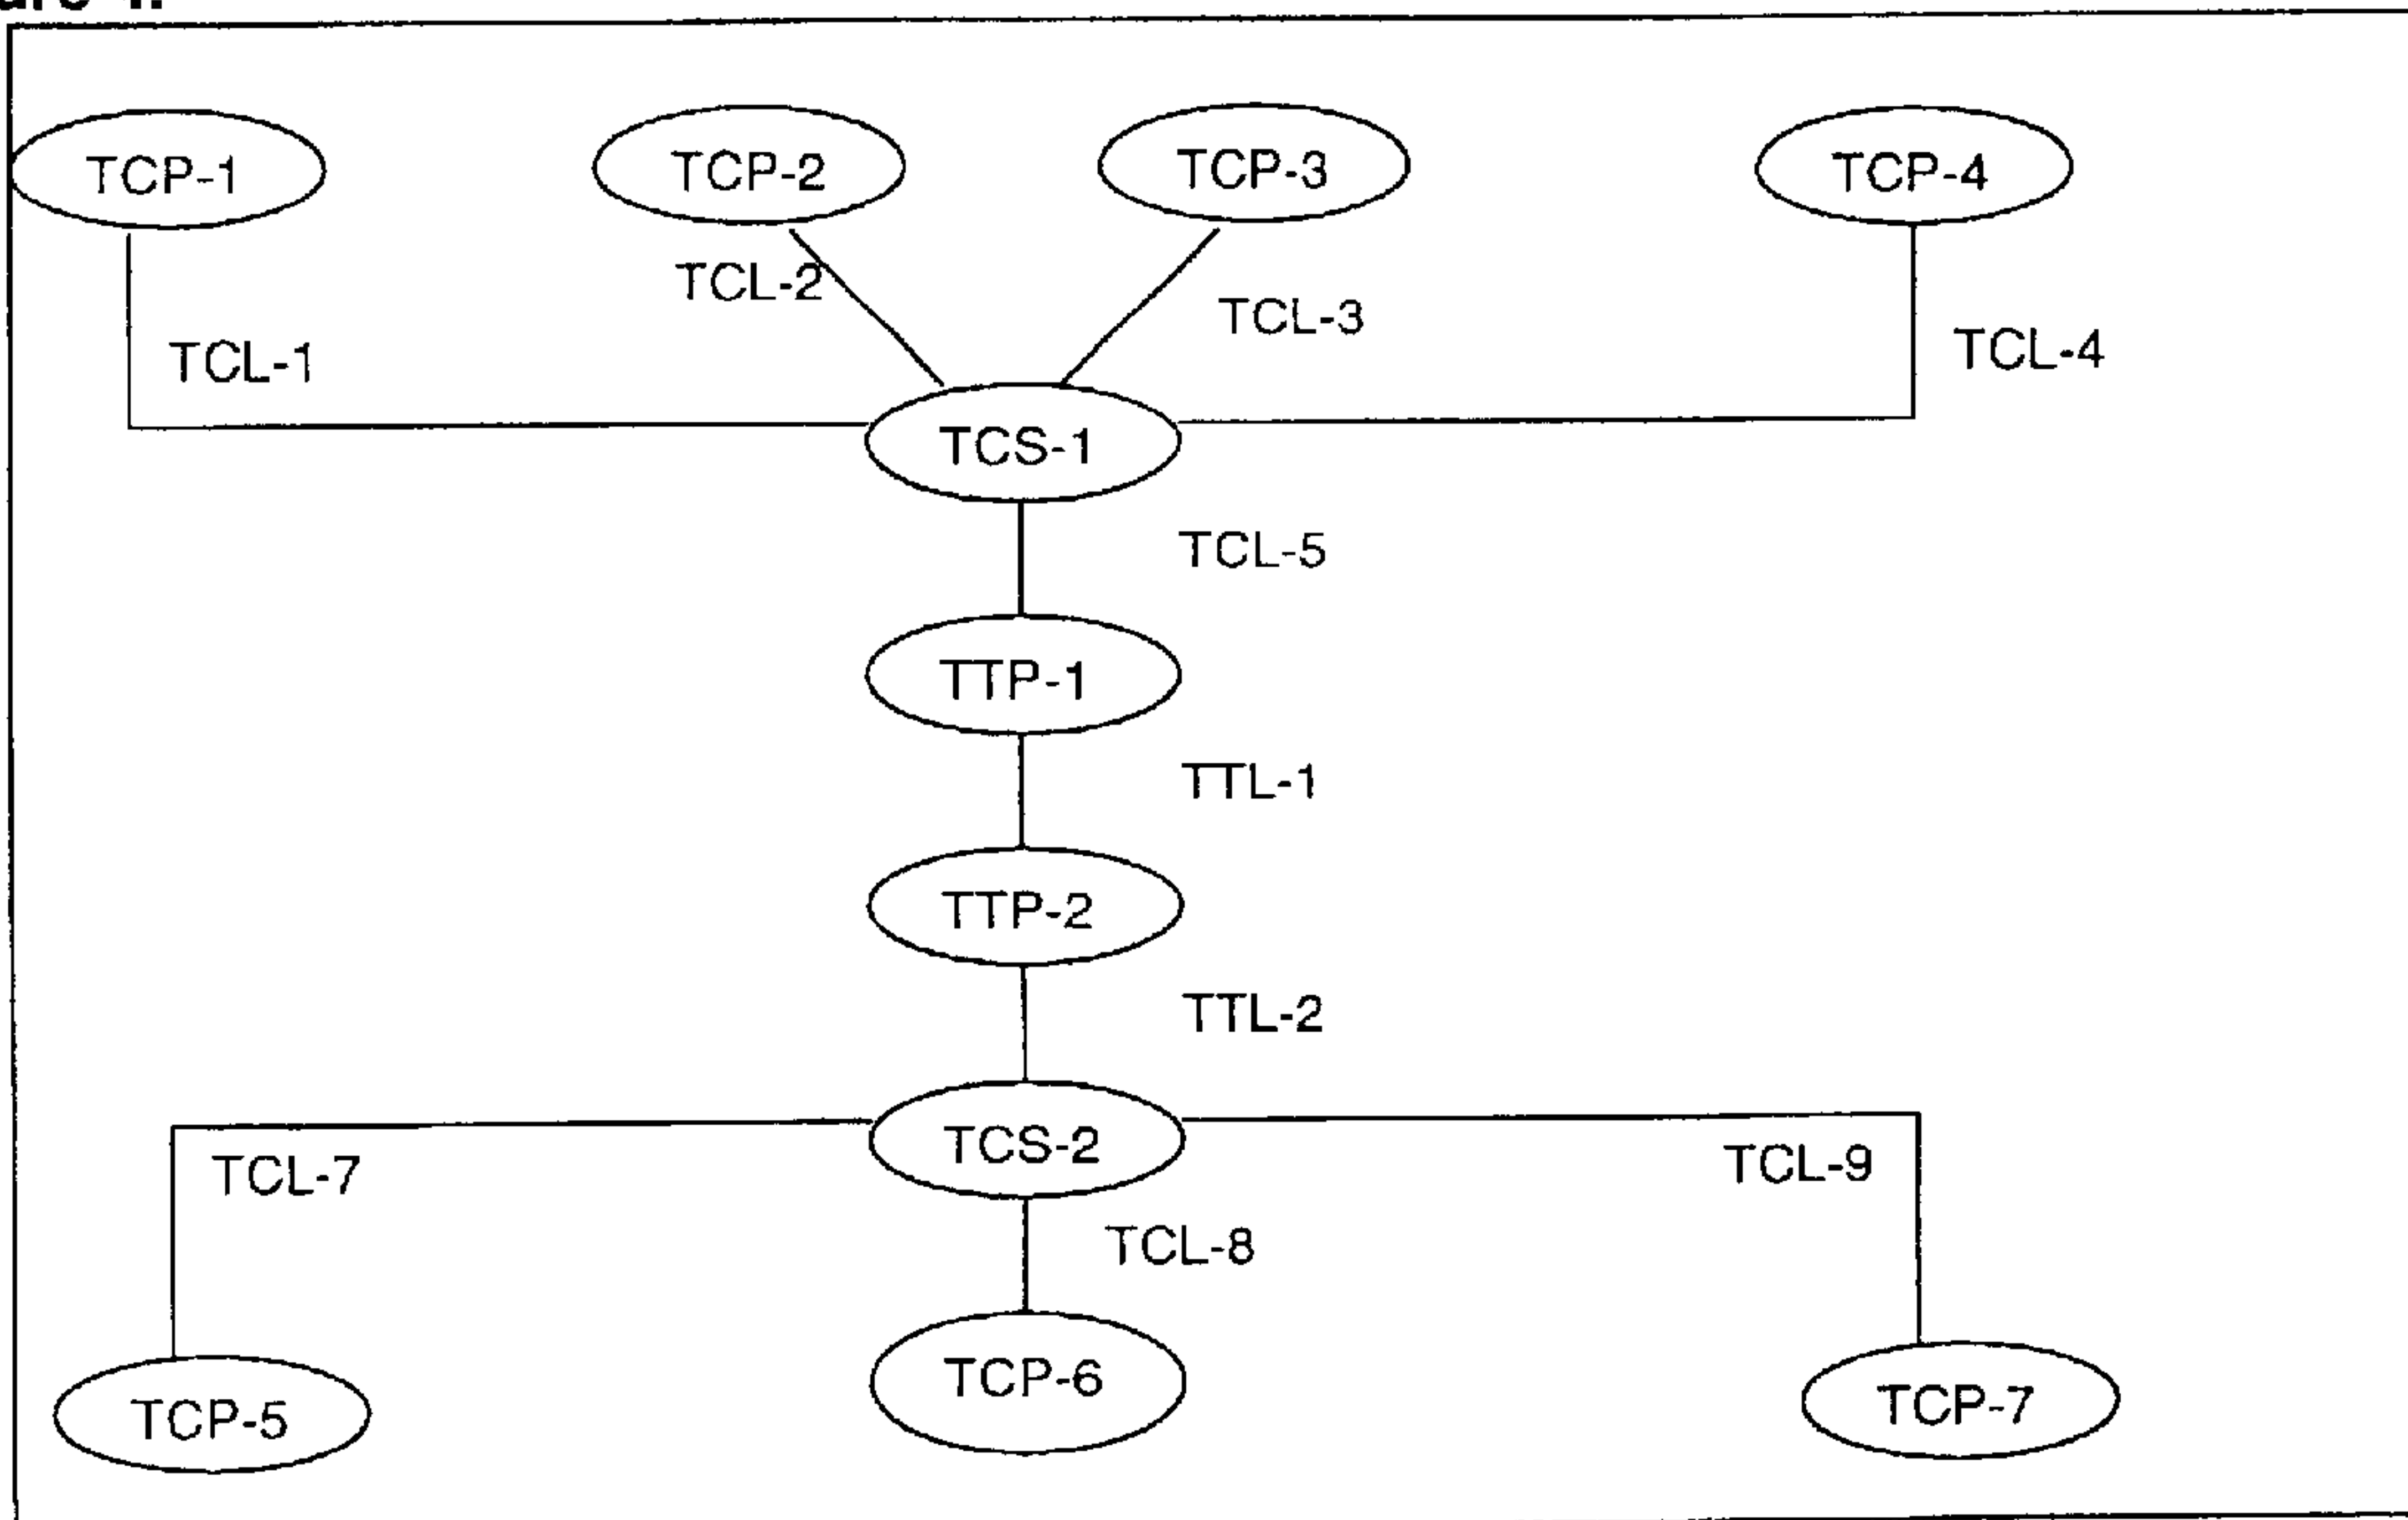 TCP-1 TCP-2 TCP-3 TCP-4
TCL-2
TCL-3
TCL-1
TCL-4
TCS-1
TCL-5
TTP-1
TTL-1
TTP-2
TTL-2
TCS-2
TCL-7
TCL-9
TCL-8
TCP-6
TCP-5
TCP-7